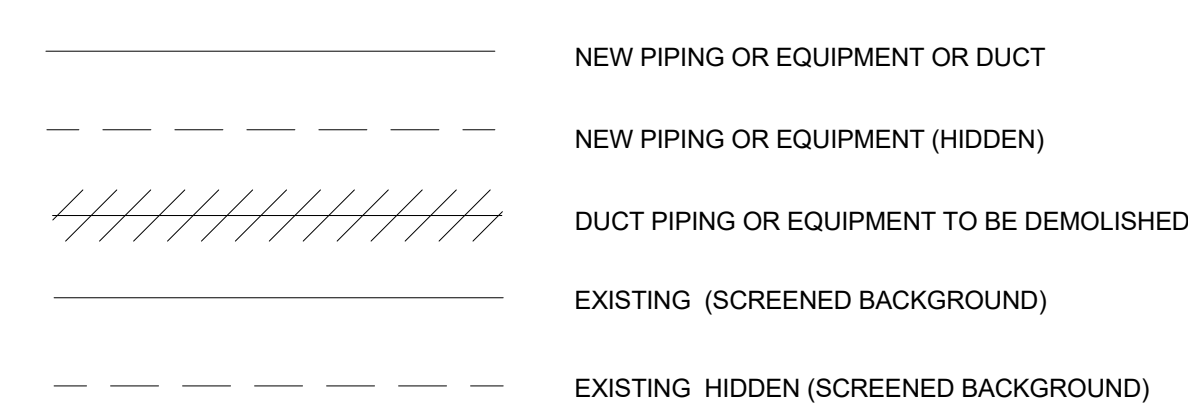 NEW PIPING OR EQUIPMENT OR DUCT
NEW PIPING OR EQUIPMENT (HIDDEN)
DUCT PIPING OR EQUIPMENT TO BE DEMOLISHED
EXISTING (SCREENED BACKGROUND)
EXISTING HIDDEN (SCREENED BACKGROUND)